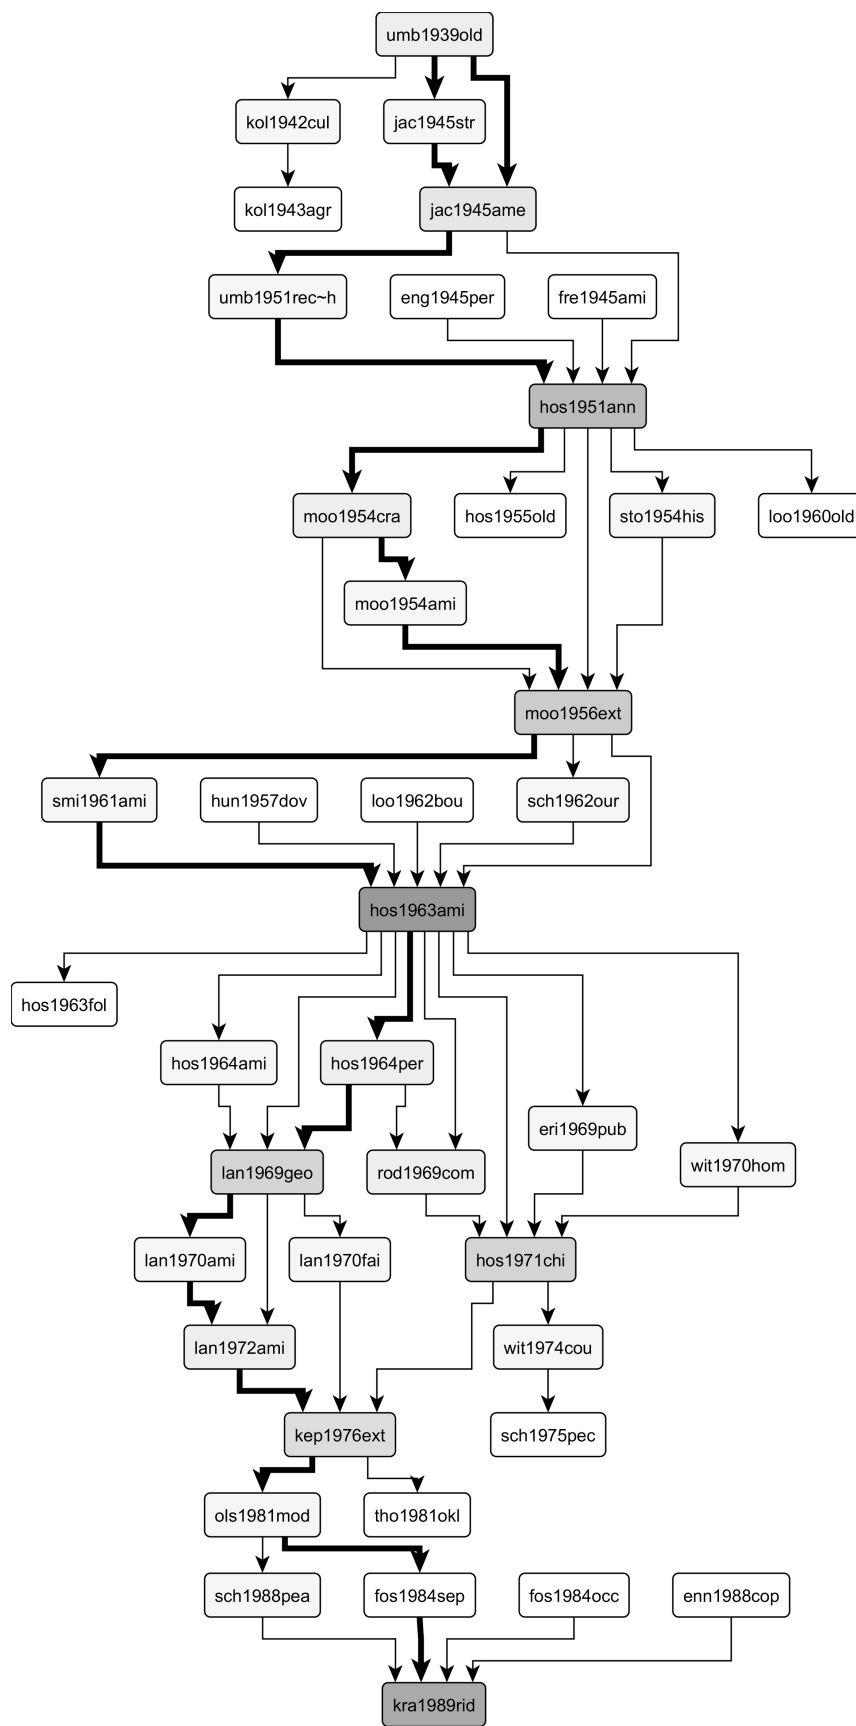 umb1939old
kol1942cul
jac1945str
kol1943agr
jac1945ame
umb1951rec~h
eng1945per
fre1945ami
hos1951ann
moo1954cra
hos1955old
sto1954his
loo1960old
moo1954ami
moo1956ext
smi1961ami
hun1957dov
loo1962bou
sch1962our
hos1963ami
hos1963fol
hos1964ami
hos1964per
eri1969pub
wit1970hom
lan1969geo
rod1969com
lan1970ami
lan1970fai
hos1971chi
lan1972ami
wit1974cou
kep1976ext
sch1975pec
ols1981mod
tho1981okl
sch1988pea
fos1984sep
fos1984occ
enn1988cop
kra1989rid